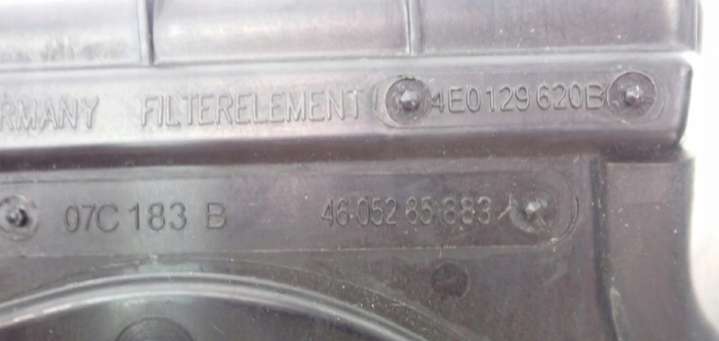 RMANY FILTERELEMENT 4E0129620B
07C 183 B 46 052 85 883